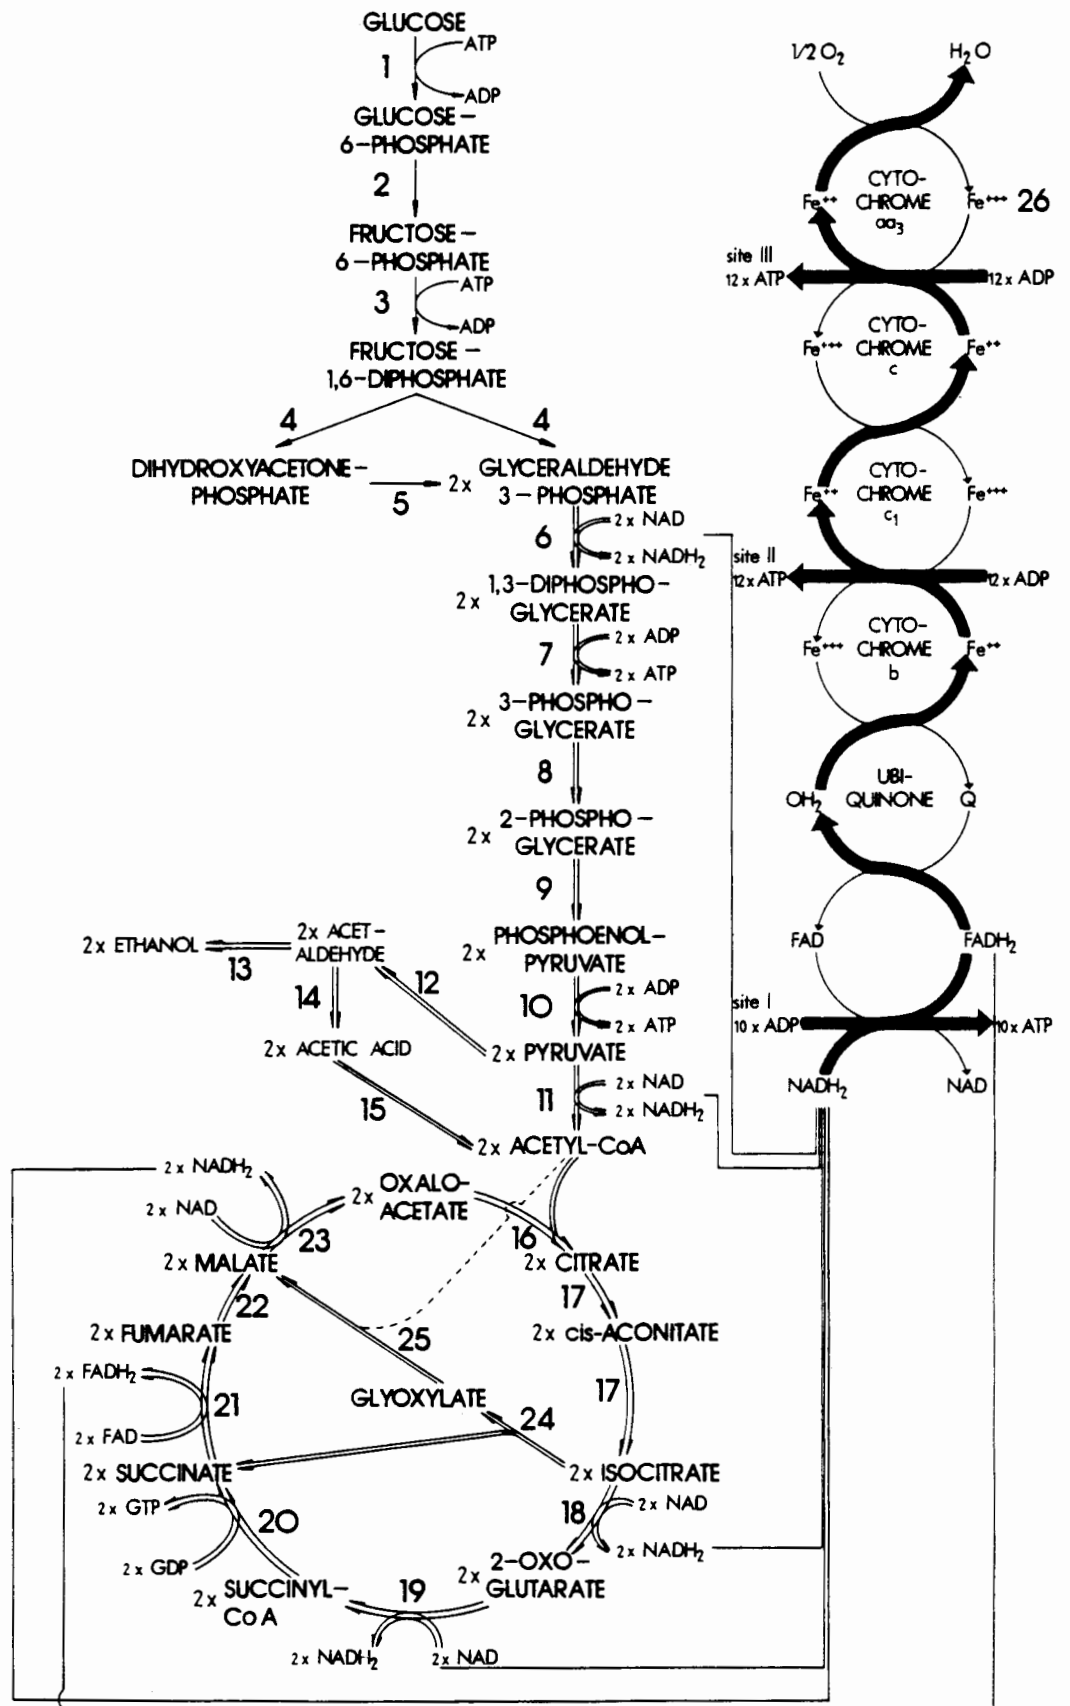 GLUCOSE
ATP
1
ADP
GLUCOSE–
6–PHOSPHATE
2
FRUCTOSE–
6–PHOSPHATE
ATP
3
ADP
FRUCTOSE–
1,6–DIPHOSPHATE
4
4
DIHYDROXYACETONE–
PHOSPHATE
5
2x
GLYCERALDEHYDE
3–PHOSPHATE
6
2x NAD
2x NADH₂
2x
1,3–DIPHOSPHO–
GLYCERATE
7
2x ADP
2x ATP
2x
3–PHOSPHO–
GLYCERATE
8
2x
2–PHOSPHO–
GLYCERATE
9
2x
PHOSPHOENOL–
PYRUVATE
10
2x ADP
2x ATP
2x PYRUVATE
12
2x ACET–
ALDEHYDE
13
2x ETHANOL
14
2x ACETIC ACID
15
11
2x NAD
2x NADH₂
2x ACETYL–CoA
2x NADH₂
2x NAD
23
2x
OXALO–
ACETATE
16
2x CITRATE
17
2x cis-ACONITATE
17
2x ISOCITRATE
18
2x NAD
2x NADH₂
2x
2–OXO–
GLUTARATE
19
2x NADH₂
2x NAD
2x
SUCCINYL–
CoA
20
2x GTP
2x GDP
2x SUCCINATE
21
2x FADH₂
2x FAD
2x FUMARATE
22
2x MALATE
25
GLYOXYLATE
24
1/2 O₂
H₂O
Fe⁺⁺
CYTO–
CHROME
aa₃
Fe⁺⁺⁺
26
site III
12x ATP
12x ADP
Fe⁺⁺⁺
CYTO–
CHROME
c
Fe⁺⁺
Fe⁺⁺
CYTO–
CHROME
c₁
Fe⁺⁺⁺
site II
12x ATP
12x ADP
Fe⁺⁺⁺
CYTO–
CHROME
b
Fe⁺⁺
QH₂
UBI–
QUINONE
Q
FAD
FADH₂
site I
10x ADP
10x ATP
NADH₂
NAD